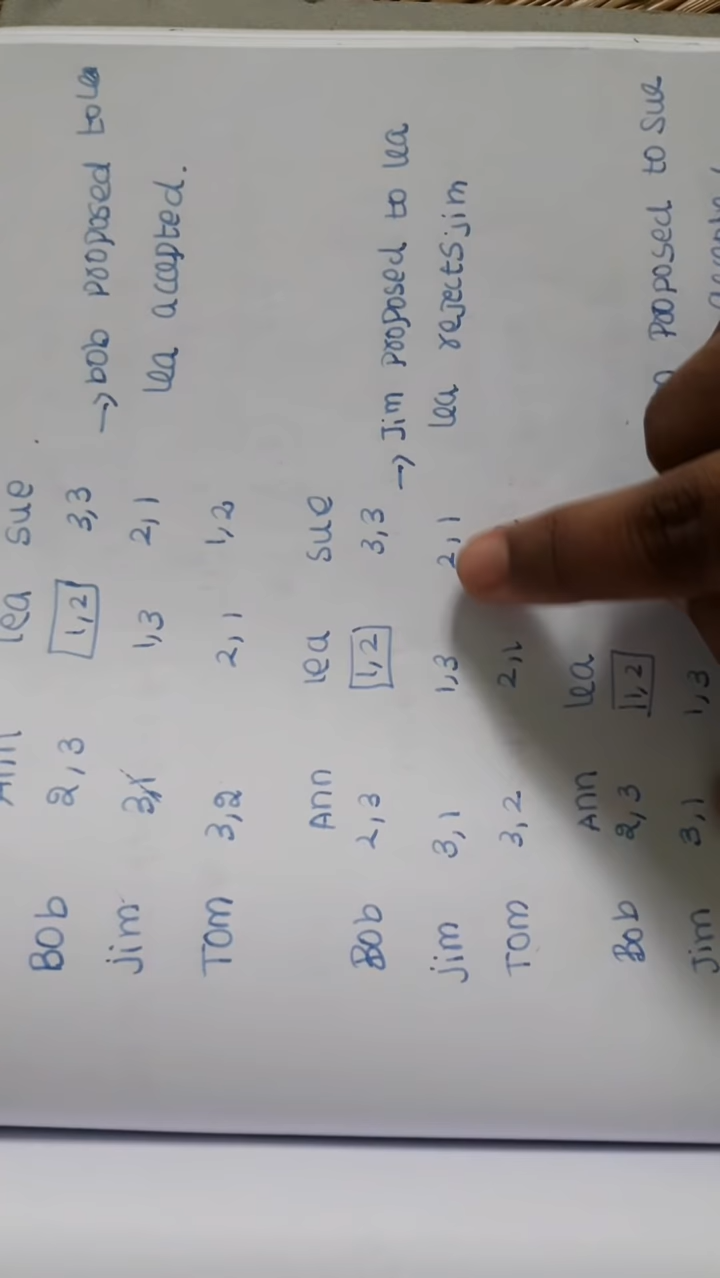 lea sue
Bob 2,3 1,2 3,3 → bob proposed to lea
Jim 3,1 1,3 2,1 lea accepted.
Tom 3,2 2,1 1,2
Ann lea sue
Bob 2,3 1,2 3,3 → Jim proposed to lea
Jim 3,1 1,3 2,1 lea rejects jim
Tom 3,2 2,1
Ann lea
Bob 2,3 1,2 proposed to sue
Jim 3,1 1,3